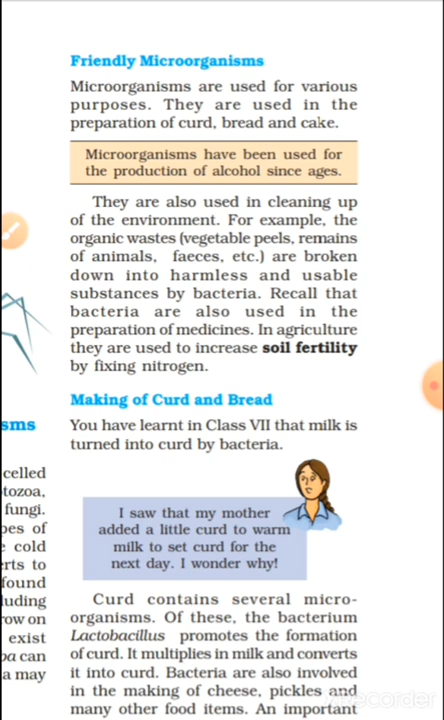 Friendly Microorganisms
Microorganisms are used for various
purposes. They are used in the
preparation of curd, bread and cake.
Microorganisms have been used for
the production of alcohol since ages.
They are also used in cleaning up
of the environment. For example, the
organic wastes (vegetable peels, remains
of animals, faeces, etc.) are broken
down into harmless and usable
substances by bacteria. Recall that
bacteria are also used in the
preparation of medicines. In agriculture
they are used to increase soil fertility
by fixing nitrogen.
Making of Curd and Bread
You have learnt in Class VII that milk is
turned into curd by bacteria.
I saw that my mother
added a little curd to warm
milk to set curd for the
next day. I wonder why!
Curd contains several micro-
organisms. Of these, the bacterium
Lactobacillus promotes the formation
of curd. It multiplies in milk and converts
it into curd. Bacteria are also involved
in the making of cheese, pickles and
many other food items. An important
sms
celled
tozoa,
fungi.
pes of
cold
rts to
found
luding
row on
exist
ba can
a may